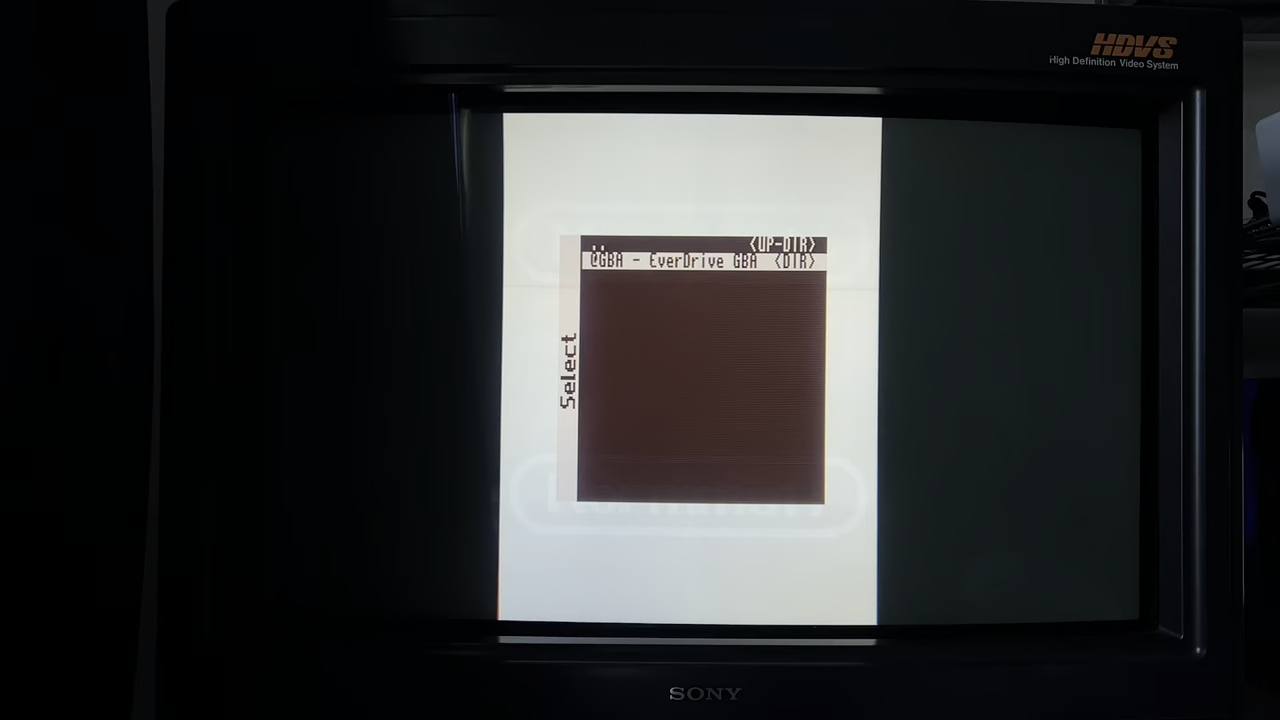 HDVS
High Definition Video System
..
<UP-DIR>
@GBA - EverDrive GBA <DIR>
Select
SONY